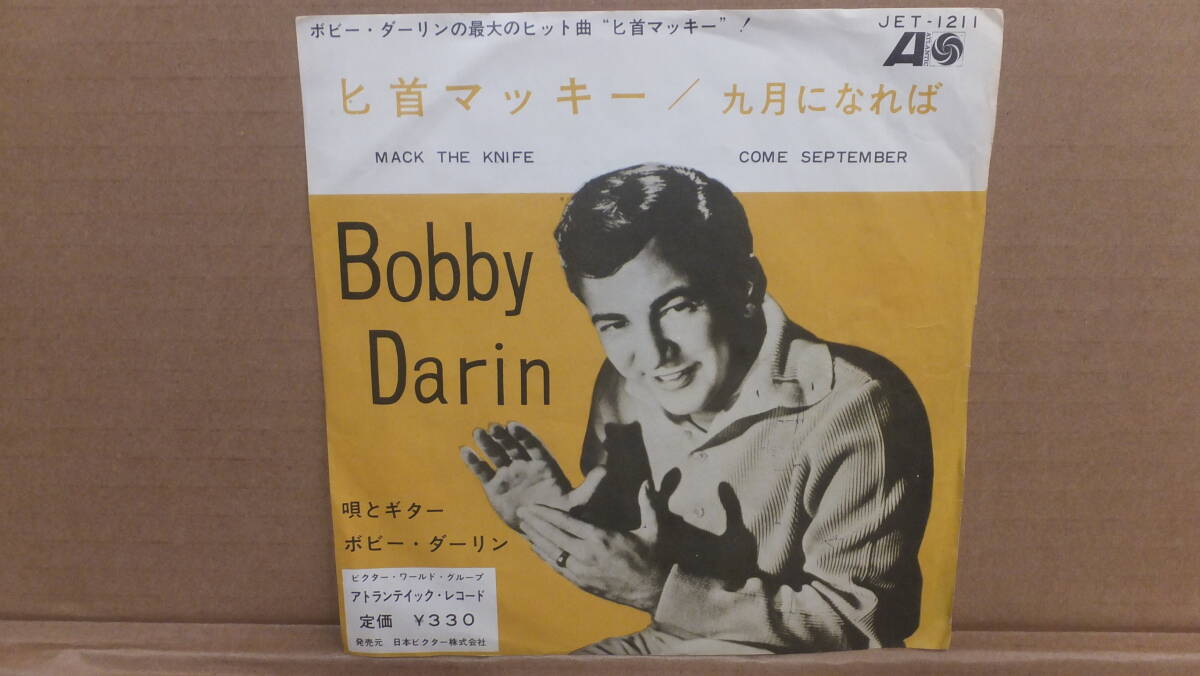 ボビー・ダーリンの最大のヒット曲 “匕首マッキー” !
JET-1211
ATLANTIC
匕首マッキー / 九月になれば
MACK THE KNIFE
COME SEPTEMBER
Bobby
Darin
唄とギター
ボビー・ダーリン
ビクター・ワールド・グループ
アトランテイック・レコード
定価 ¥330
発売元 日本ビクター株式会社